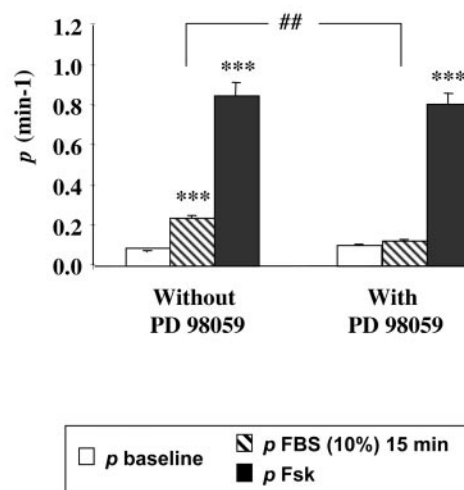 ##
1.2
1.0
0.8
0.6
0.4
0.2
0.0
p (min-1)
***
***
***
Without
PD 98059
With
PD 98059
p baseline
p FBS (10%) 15 min
p Fsk